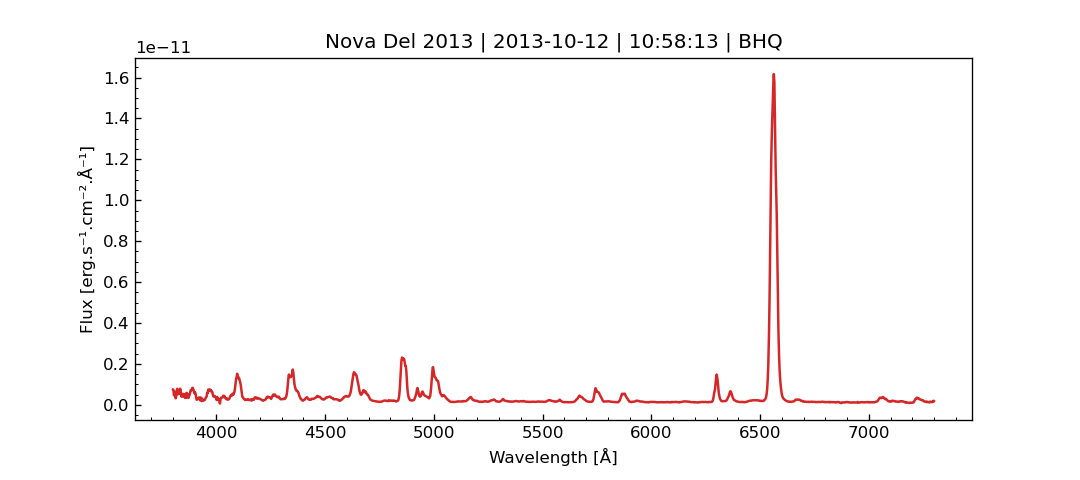 Nova Del 2013 | 2013-10-12 | 10:58:13 | BHQ
1e−11
1.6
1.4
1.2
1.0
0.8
0.6
0.4
0.2
0.0
Flux [erg.s⁻¹.cm⁻².Å⁻¹]
4000 4500 5000 5500 6000 6500 7000
Wavelength [Å]